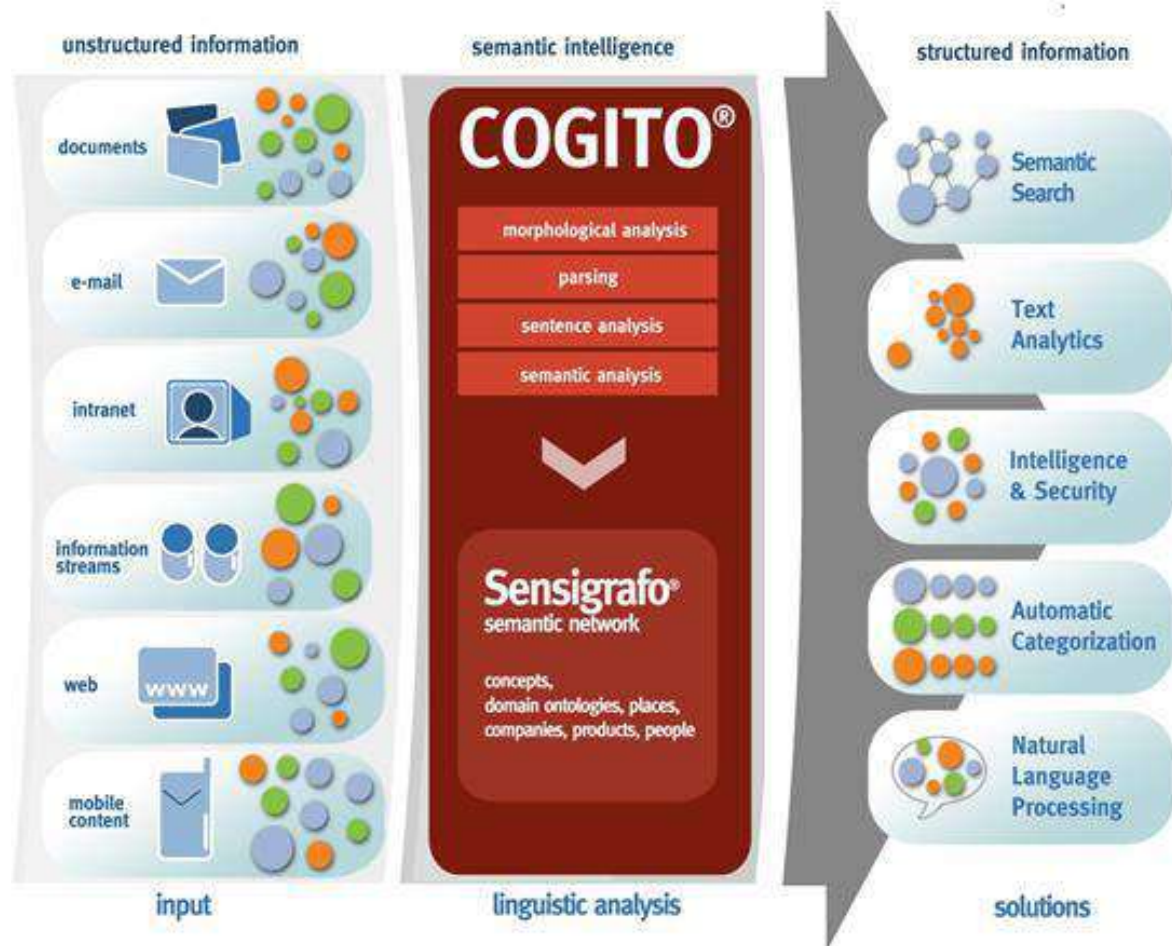 unstructured information
documents
e-mail
intranet
information
streams
web
www
mobile
content
input
semantic intelligence
COGITO®
morphological analysis
parsing
sentence analysis
semantic analysis
Sensigrafo®
semantic network
concepts,
domain ontologies, places,
companies, products, people
linguistic analysis
structured information
Semantic
Search
Text
Analytics
Intelligence
& Security
Automatic
Categorization
Natural
Language
Processing
solutions